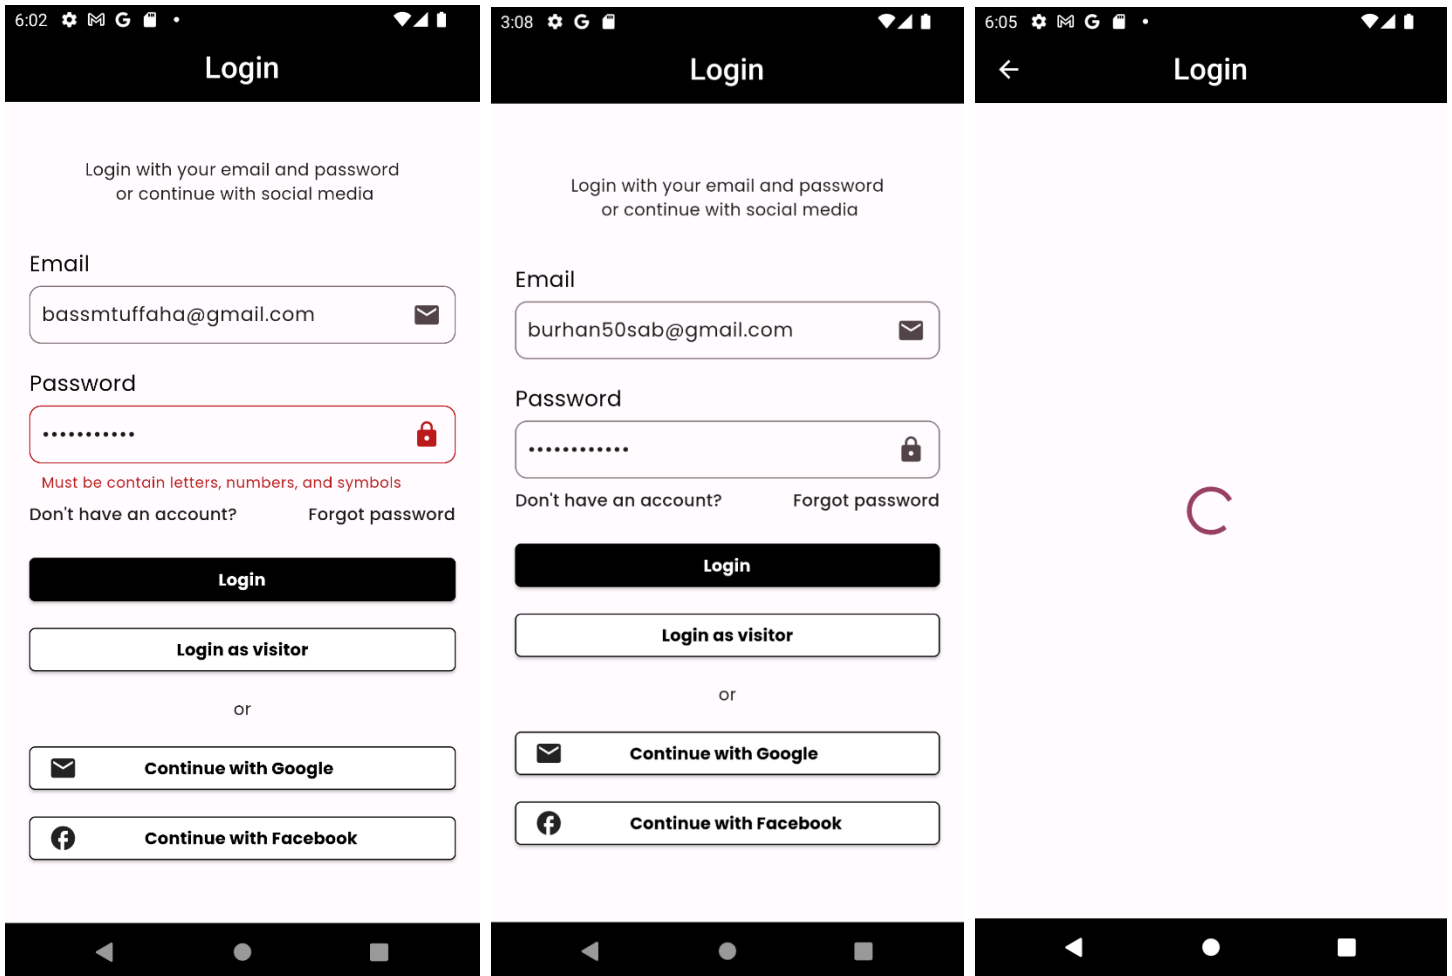 6:02
Login
Login with your email and password
or continue with social media
Email
bassmtuffaha@gmail.com
Password
•••••••••••
Must be contain letters, numbers, and symbols
Don't have an account? Forgot password
Login
Login as visitor
or
Continue with Google
Continue with Facebook
3:08
Login
Login with your email and password
or continue with social media
Email
burhan50sab@gmail.com
Password
••••••••••••
Don't have an account? Forgot password
Login
Login as visitor
or
Continue with Google
Continue with Facebook
6:05
Login